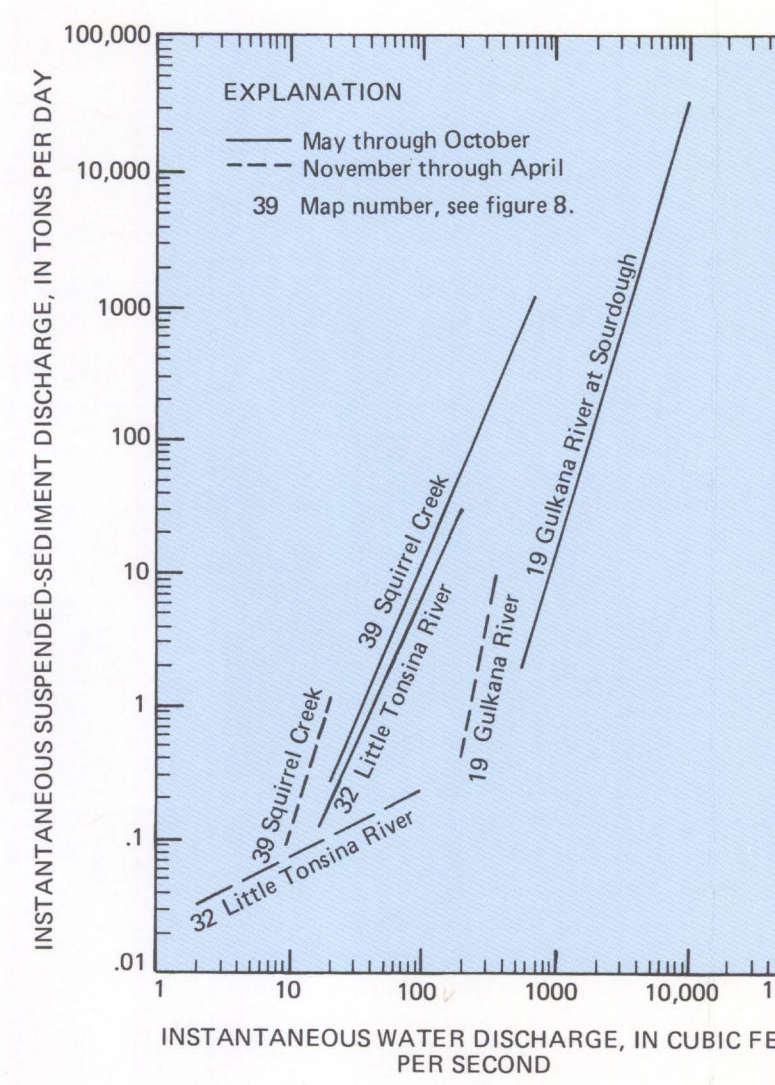 100,000
10,000
1000
100
10
1
.1
.01
INSTANTANEOUS SUSPENDED-SEDIMENT DISCHARGE, IN TONS PER DAY
EXPLANATION
May through October
November through April
39 Map number, see figure 8.
19 Gulkana River at Sourdough
39 Squirrel Creek
32 Little Tonsina River
19 Gulkana River
39 Squirrel Creek
32 Little Tonsina River
1 10 100 1000 10,000 1
INSTANTANEOUS WATER DISCHARGE, IN CUBIC FE
PER SECOND